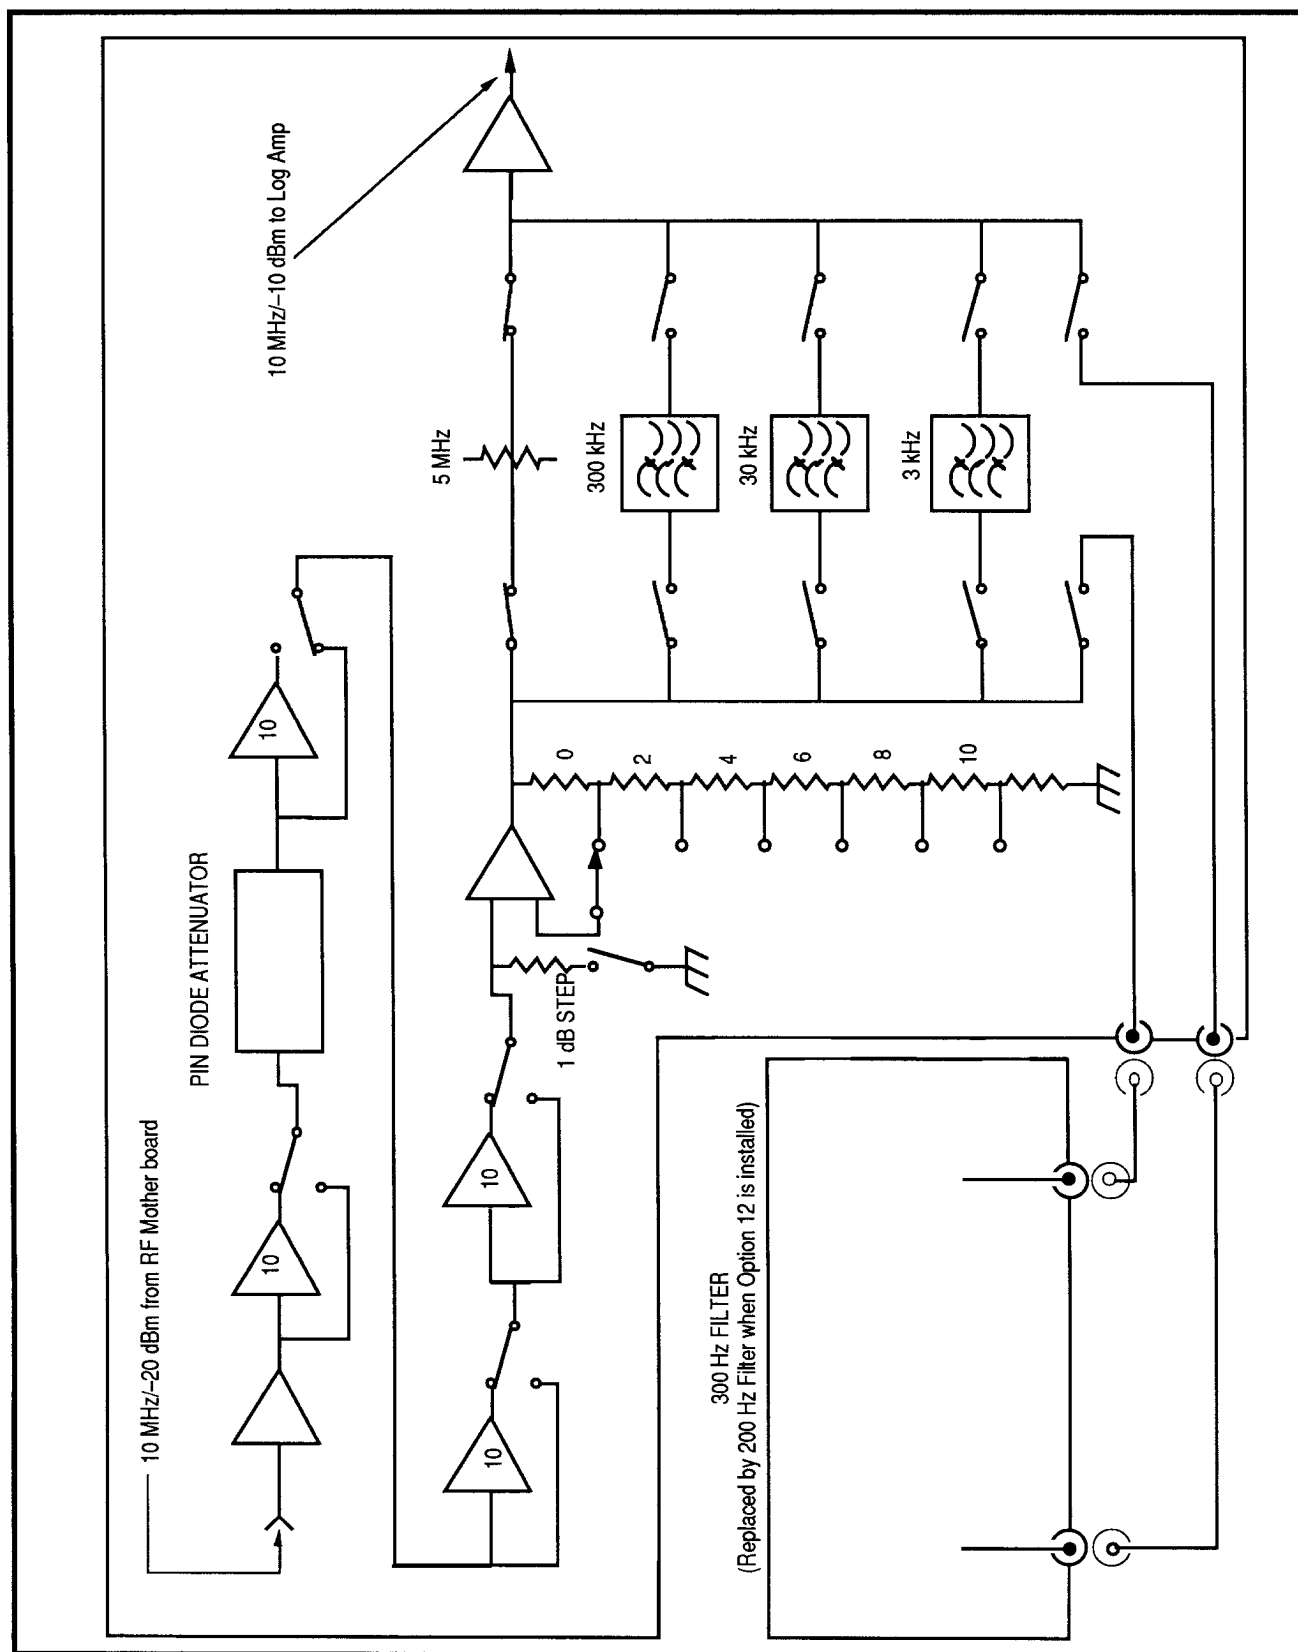 10 MHz/–20 dBm from RF Mother board
10
PIN DIODE ATTENUATOR
10
10 MHz/–10 dBm to Log Amp
10
10
1 dB STEP
0
2
4
6
8
10
5 MHz
300 kHz
30 kHz
3 kHz
300 Hz FILTER
(Replaced by 200 Hz Filter when Option 12 is installed)